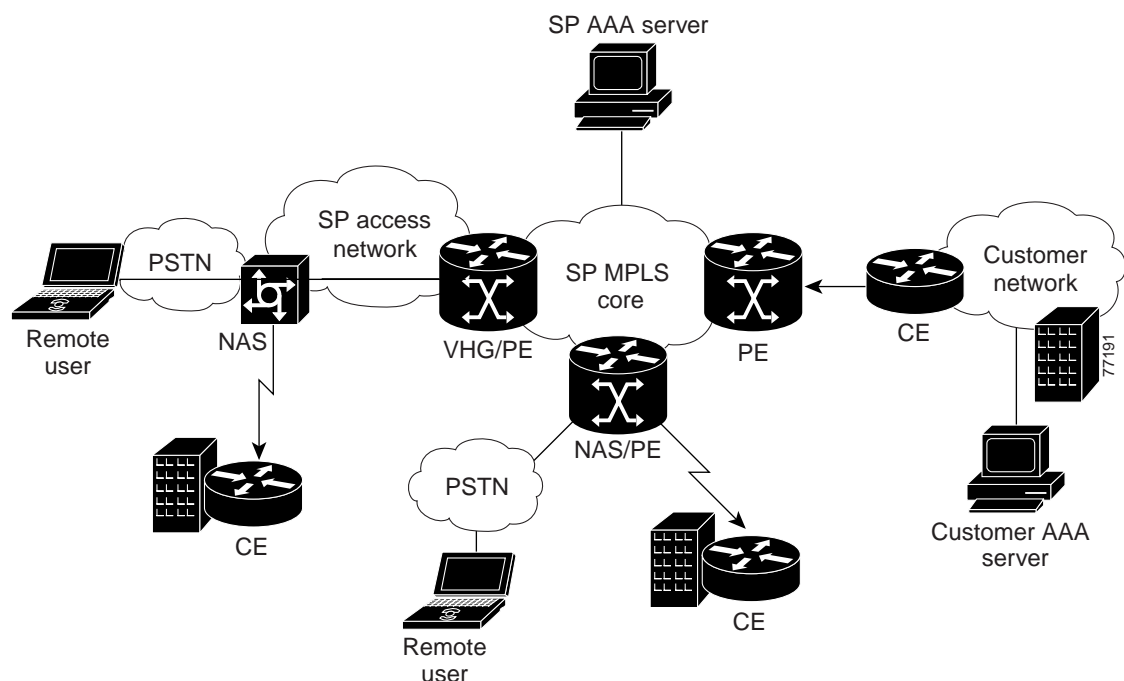 SP AAA server
SP access
network
PSTN
SP MPLS
core
Customer
network
Remote
user
NAS
VHG/PE
PE
CE
77191
NAS/PE
PSTN
CE
CE
Customer AAA
server
Remote
user